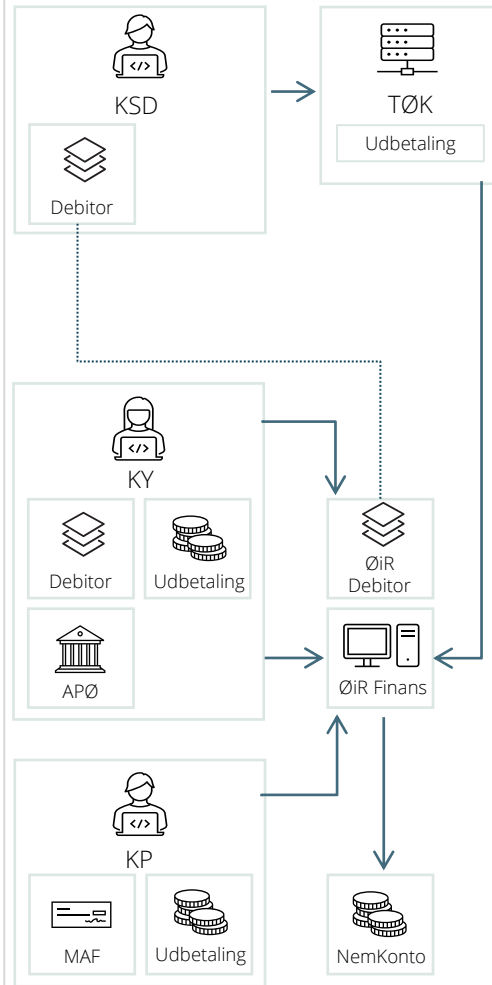 KSD
Debitor
TØK
Udbetaling
KY
Debitor
Udbetaling
APØ
ØiR
Debitor
ØiR Finans
KP
MAF
Udbetaling
NemKonto